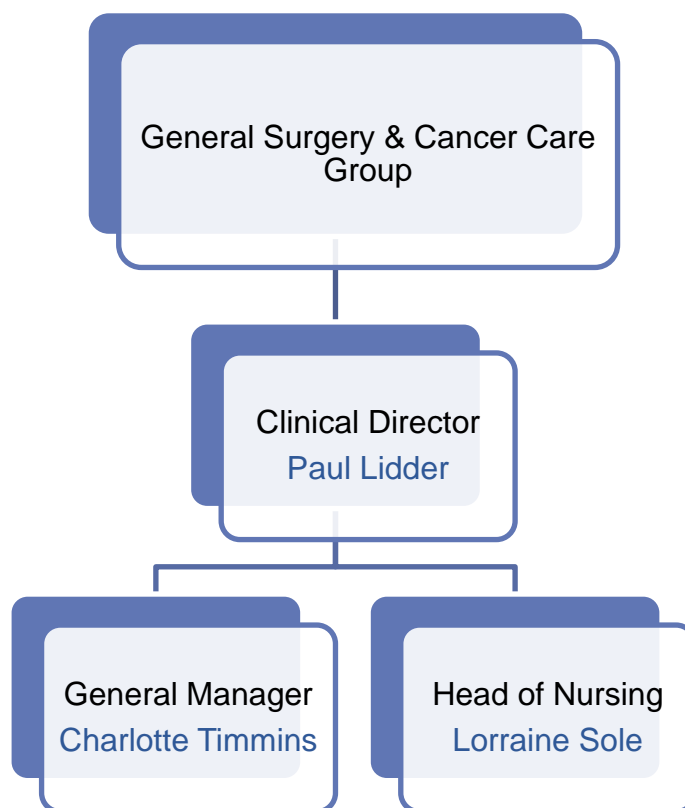 General Surgery & Cancer Care
Group
Clinical Director
Paul Lidder
General Manager
Charlotte Timmins
Head of Nursing
Lorraine Sole